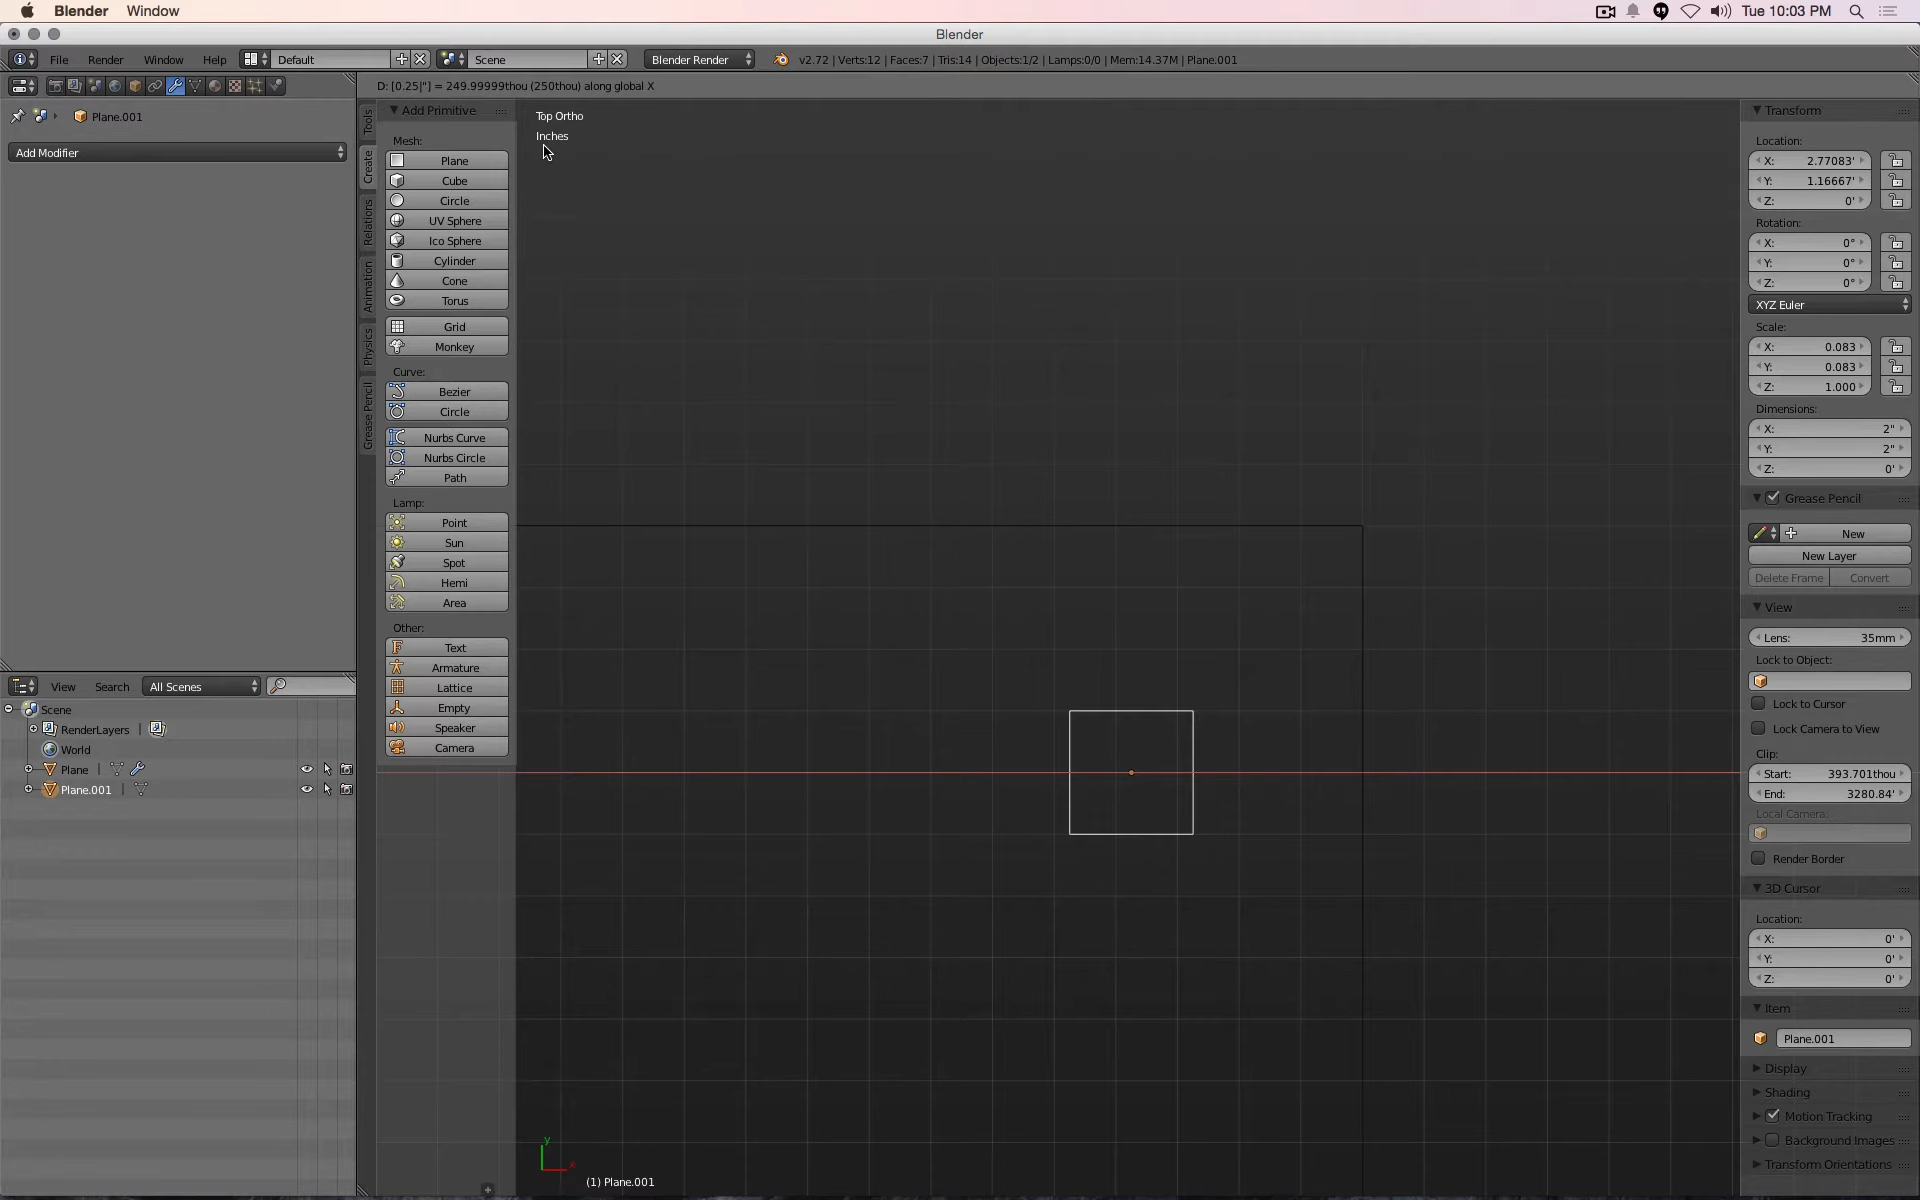 Blender Window Tue 10:03 PM
Blender
File Render Window Help Default Scene Blender Render v2.72 | Verts:12 | Faces:7 | Tris:14 | Objects:1/2 | Lamps:0/0 | Mem:14.37M | Plane.001
D: [0.25|"] = 249.99999thou (250thou) along global X
Plane.001
Add Modifier
Tools
Create
Relations
Animation
Physics
Grease Pencil
Add Primitive
Mesh:
Plane
Cube
Circle
UV Sphere
Ico Sphere
Cylinder
Cone
Torus
Grid
Monkey
Curve:
Bezier
Circle
Nurbs Curve
Nurbs Circle
Path
Lamp:
Point
Sun
Spot
Hemi
Area
Other:
Text
Armature
Lattice
Empty
Speaker
Camera
Top Ortho
Inches
y
x
(1) Plane.001
View Search All Scenes
Scene
RenderLayers |
World
Plane |
Plane.001 |
Transform
Location:
X: 2.77083'
Y: 1.16667'
Z: 0'
Rotation:
X: 0°
Y: 0°
Z: 0°
XYZ Euler
Scale:
X: 0.083
Y: 0.083
Z: 1.000
Dimensions:
X: 2"
Y: 2"
Z: 0'
Grease Pencil
New
New Layer
Delete Frame Convert
View
Lens: 35mm
Lock to Object:
Lock to Cursor
Lock Camera to View
Clip:
Start: 393.701thou
End: 3280.84'
Local Camera:
Render Border
3D Cursor
Location:
X: 0'
Y: 0'
Z: 0'
Item
Plane.001
Display
Shading
Motion Tracking
Background Images
Transform Orientations